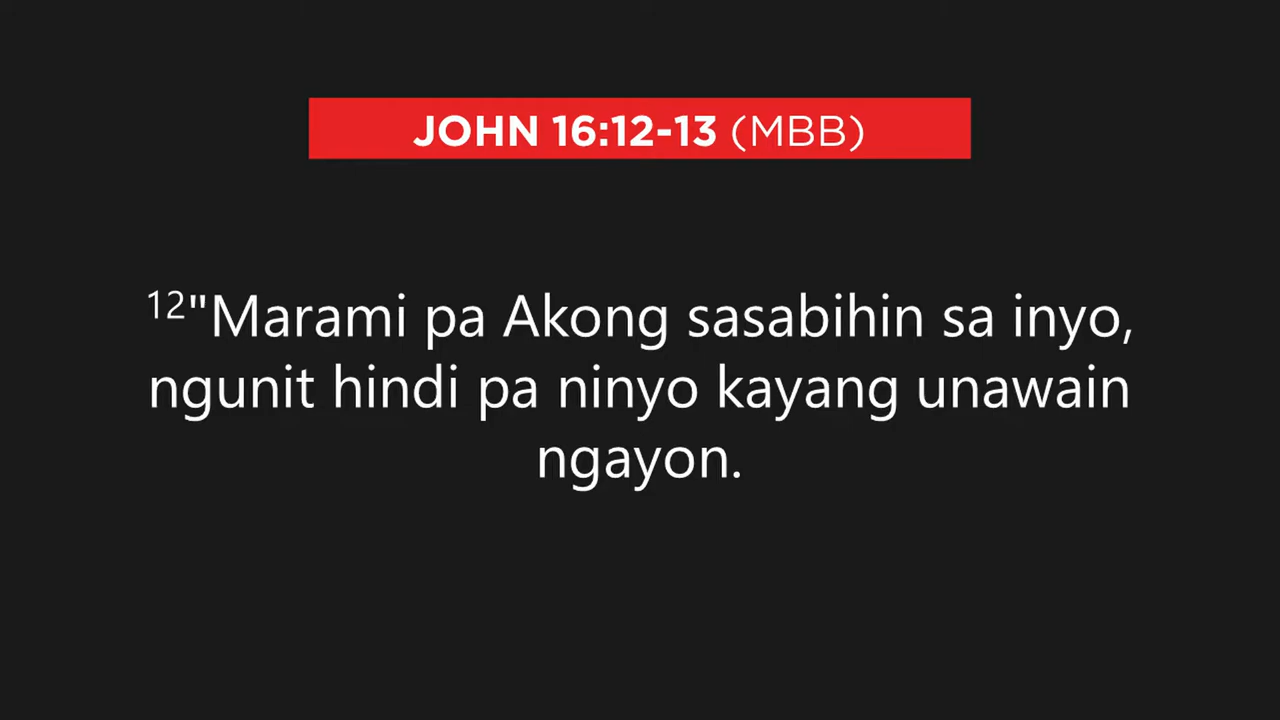 JOHN 16:12-13 (MBB)
¹²"Marami pa Akong sasabihin sa inyo,
ngunit hindi pa ninyo kayang unawain
ngayon.